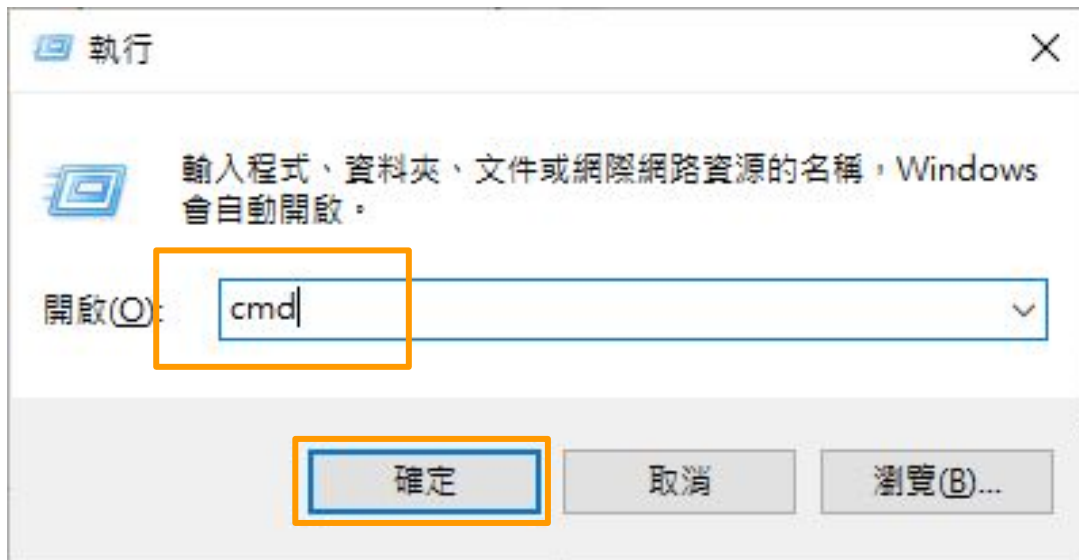 執行
輸入程式、資料夾、文件或網際網路資源的名稱，Windows
會自動開啟。
開啟(O):
cmd
確定
取消
瀏覽(B)...